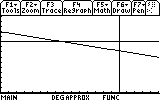 F1 F2 F3 F4 F5 F6 F7
Tools Zoom Trace ReGraph Math Draw Pen
MAIN DEGAPPROX FUNC